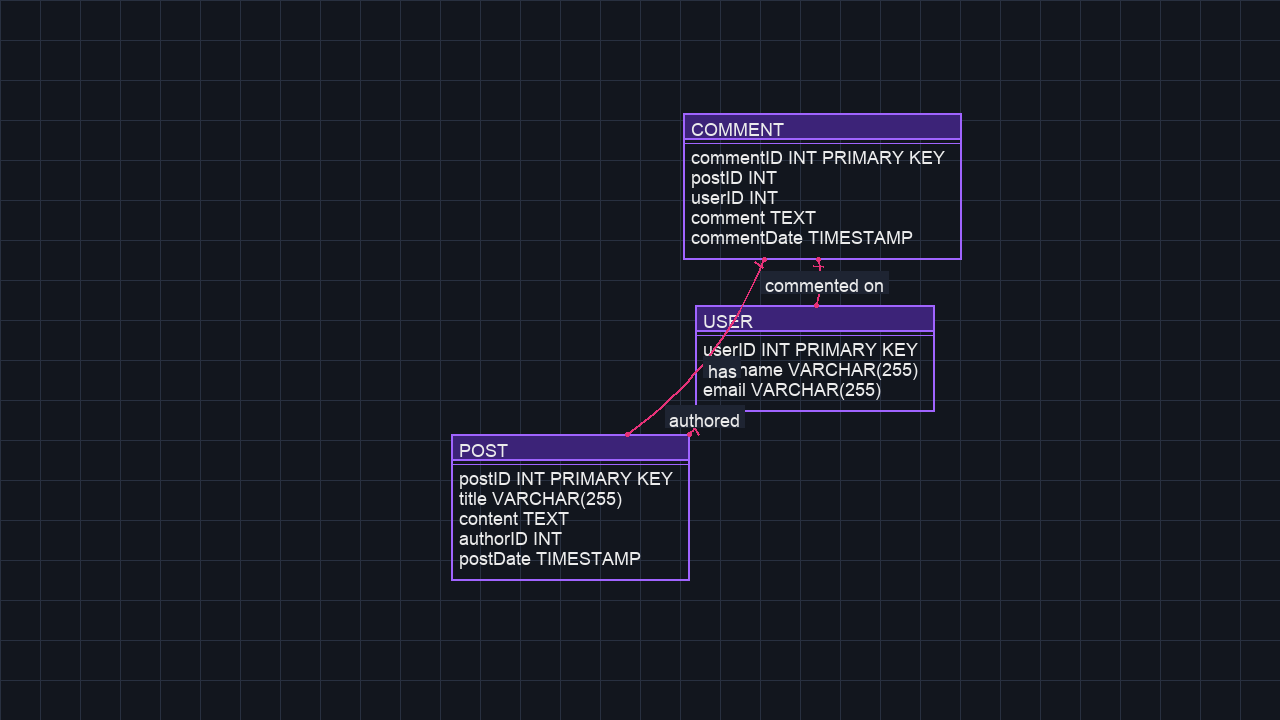 COMMENT
commentID INT PRIMARY KEY
postID INT
userID INT
comment TEXT
commentDate TIMESTAMP
commented on
USER
userID INT PRIMARY KEY
has
VARCHAR(255)
email VARCHAR(255)
authored
POST
postID INT PRIMARY KEY
title VARCHAR(255)
content TEXT
authorID INT
postDate TIMESTAMP